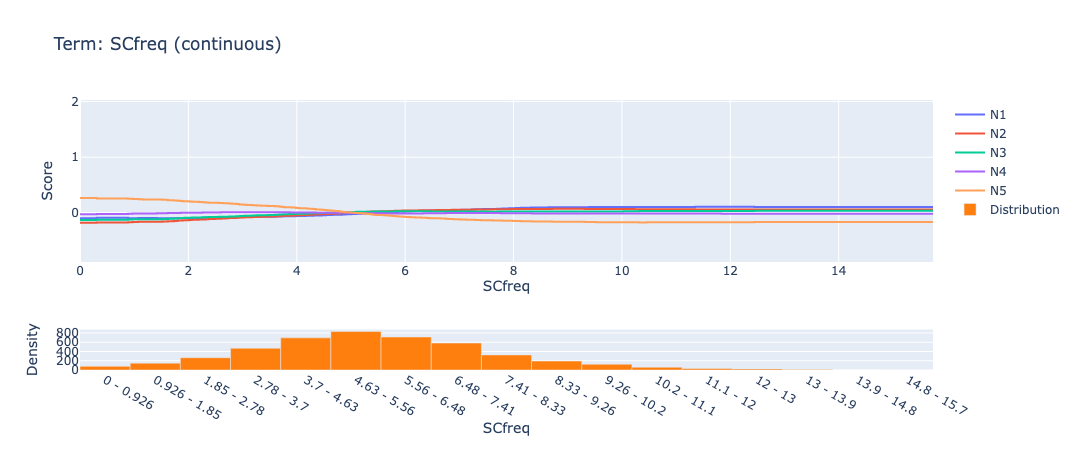 Term: SCfreq (continuous)
2
1
0
Score
0 2 4 6 8 10 12 14
SCfreq
N1
N2
N3
N4
N5
Distribution
800
600
400
200
0
Density
0 - 0.926
0.926 - 1.85
1.85 - 2.78
2.78 - 3.7
3.7 - 4.63
4.63 - 5.56
5.56 - 6.48
6.48 - 7.41
7.41 - 8.33
8.33 - 9.26
9.26 - 10.2
10.2 - 11.1
11.1 - 12
12 - 13
13 - 13.9
13.9 - 14.8
14.8 - 15.7
SCfreq